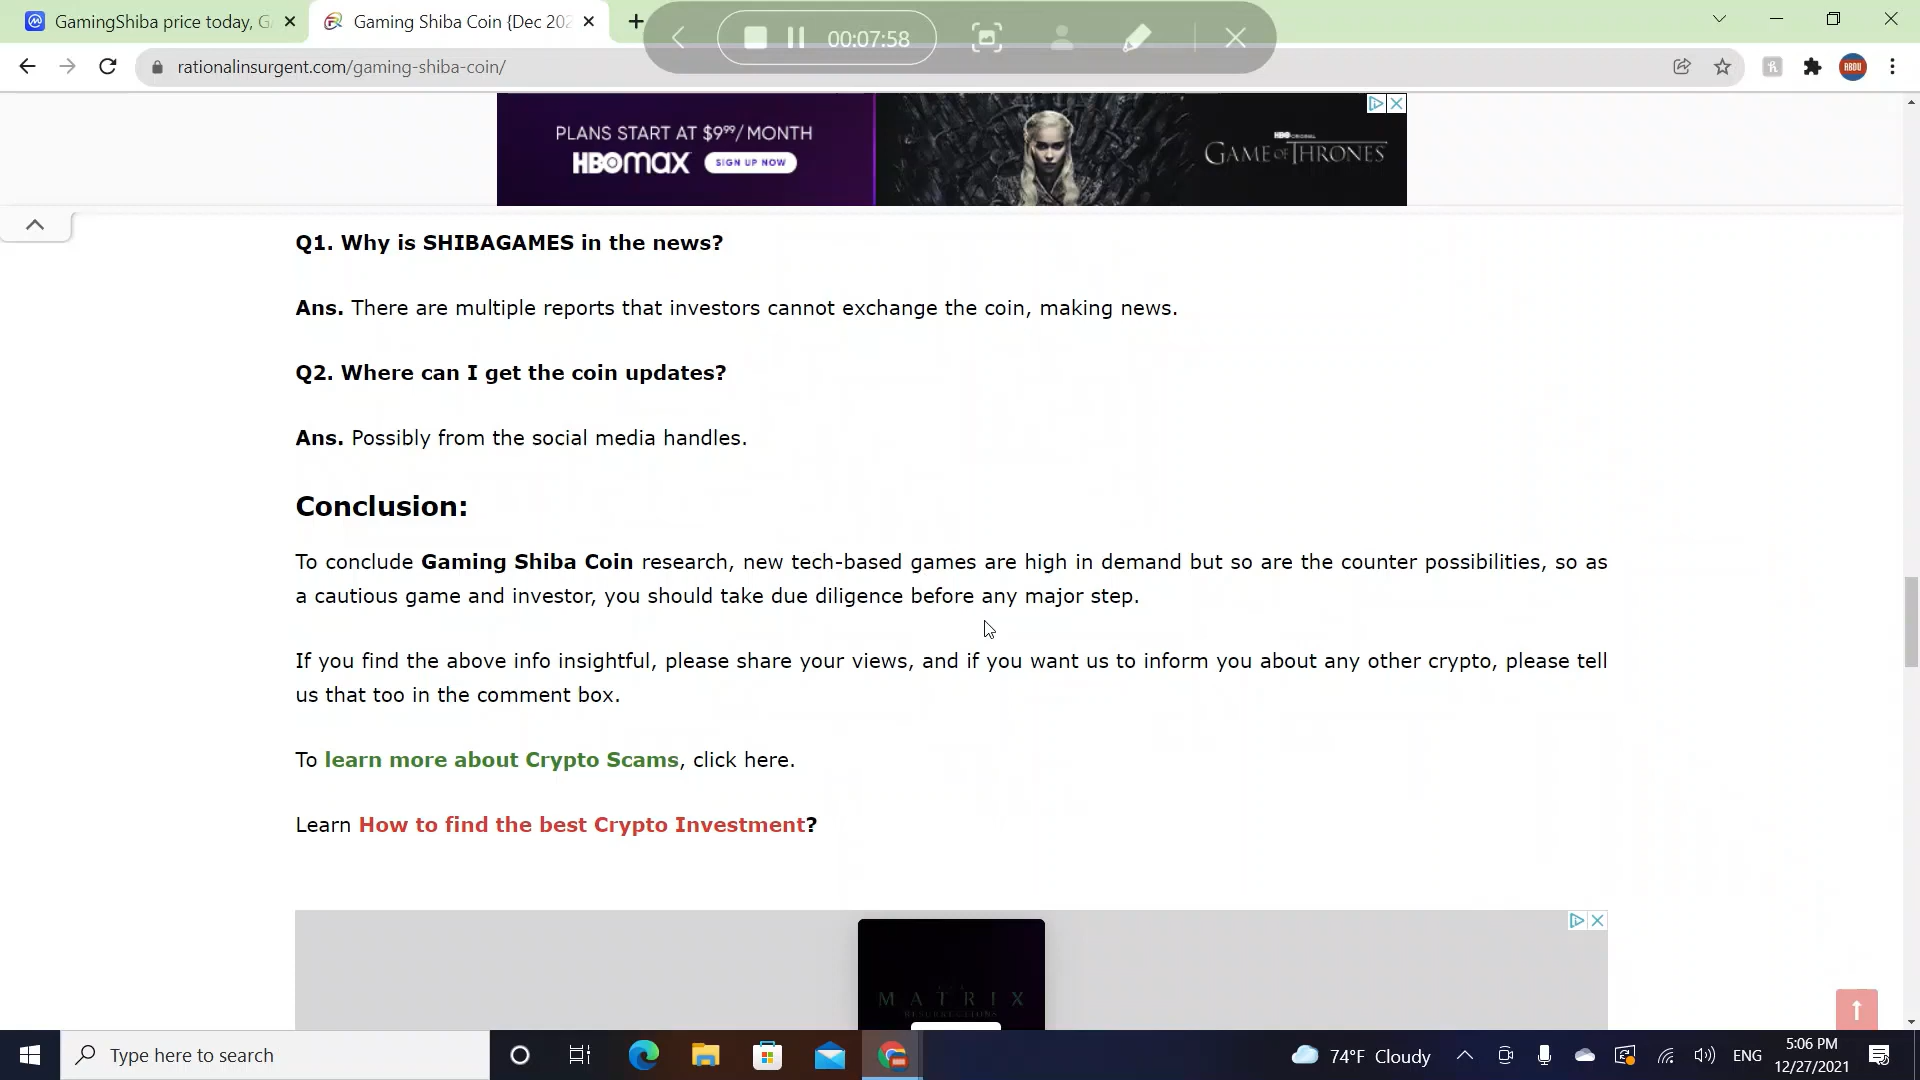 GamingShiba price today, G
Gaming Shiba Coin {Dec 202
00:07:58
rationalinsurgent.com/gaming-shiba-coin/
ABDU
PLANS START AT $9⁹⁹/MONTH
HBOMAX SIGN UP NOW
HBO ORIGINAL
GAME OF THRONES
Q1. Why is SHIBAGAMES in the news?
Ans. There are multiple reports that investors cannot exchange the coin, making news.
Q2. Where can I get the coin updates?
Ans. Possibly from the social media handles.
Conclusion:
To conclude Gaming Shiba Coin research, new tech-based games are high in demand but so are the counter possibilities, so as
a cautious game and investor, you should take due diligence before any major step.
If you find the above info insightful, please share your views, and if you want us to inform you about any other crypto, please tell
us that too in the comment box.
To learn more about Crypto Scams, click here.
Learn How to find the best Crypto Investment?
MATRIX
RESURRECTIONS
Type here to search
74°F Cloudy
ENG
5:06 PM
12/27/2021